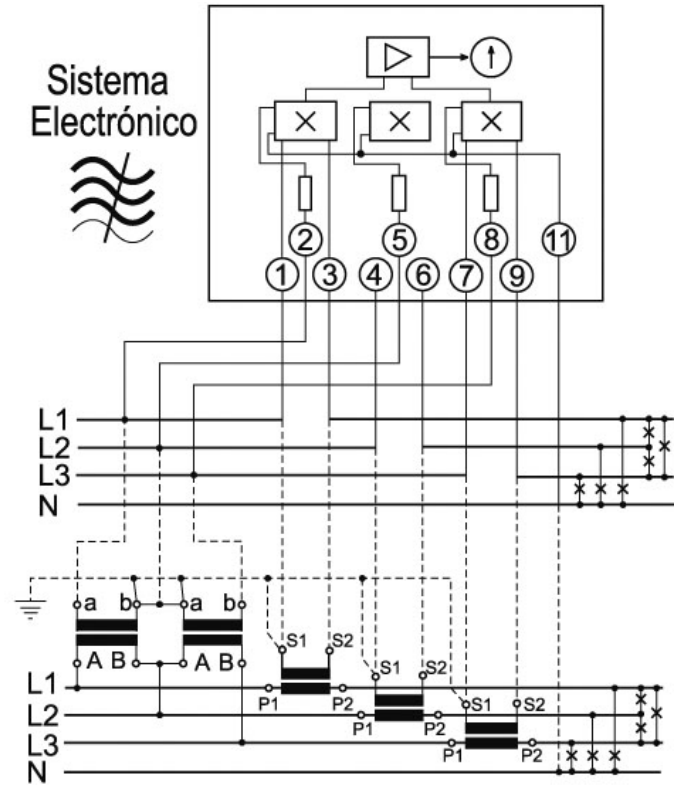 Sistema
Electrónico
2 5 8 11
1 3 4 6 7 9
L1
L2
L3
N
a b a b
A B A B
S1 S2
S1 S2
S1 S2
L1
P1 P2
L2
P1 P2
L3
P1 P2
N